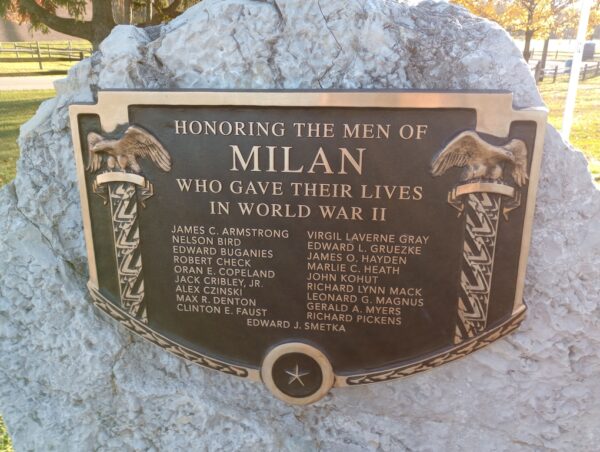 HONORING THE MEN OF
MILAN
WHO GAVE THEIR LIVES
IN WORLD WAR II
JAMES C. ARMSTRONG
NELSON BIRD
EDWARD BUGANIES
ROBERT CHECK
ORAN E. COPELAND
JACK CRIBLEY, JR.
ALEX CZINSKI
MAX R. DENTON
CLINTON E. FAUST
VIRGIL LAVERNE GRAY
EDWARD L. GRUEZKE
JAMES O. HAYDEN
MARLIE C. HEATH
JOHN KOHUT
RICHARD LYNN MACK
LEONARD G. MAGNUS
GERALD A. MYERS
RICHARD PICKENS
EDWARD J. SMETKA